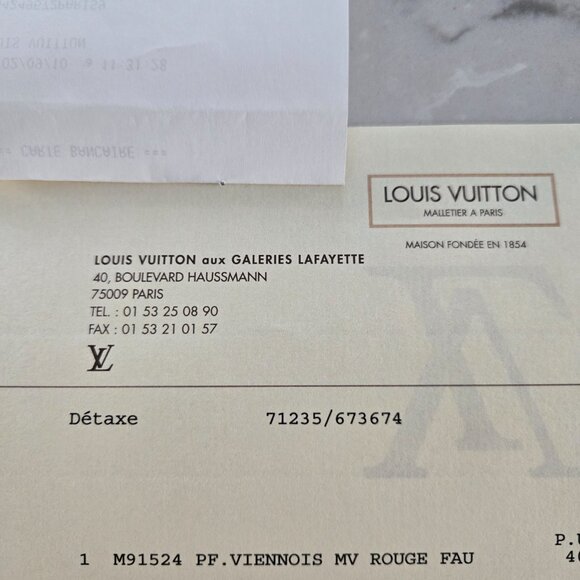 LOUIS VUITTON
MALLETIER A PARIS
MAISON FONDÉE EN 1854
LOUIS VUITTON aux GALERIES LAFAYETTE
40, BOULEVARD HAUSSMANN
75009 PARIS
TEL. : 01 53 25 08 90
FAX : 01 53 21 01 57
LV
Détaxe 71235/673674
1 M91524 PF.VIENNOIS MV ROUGE FAU